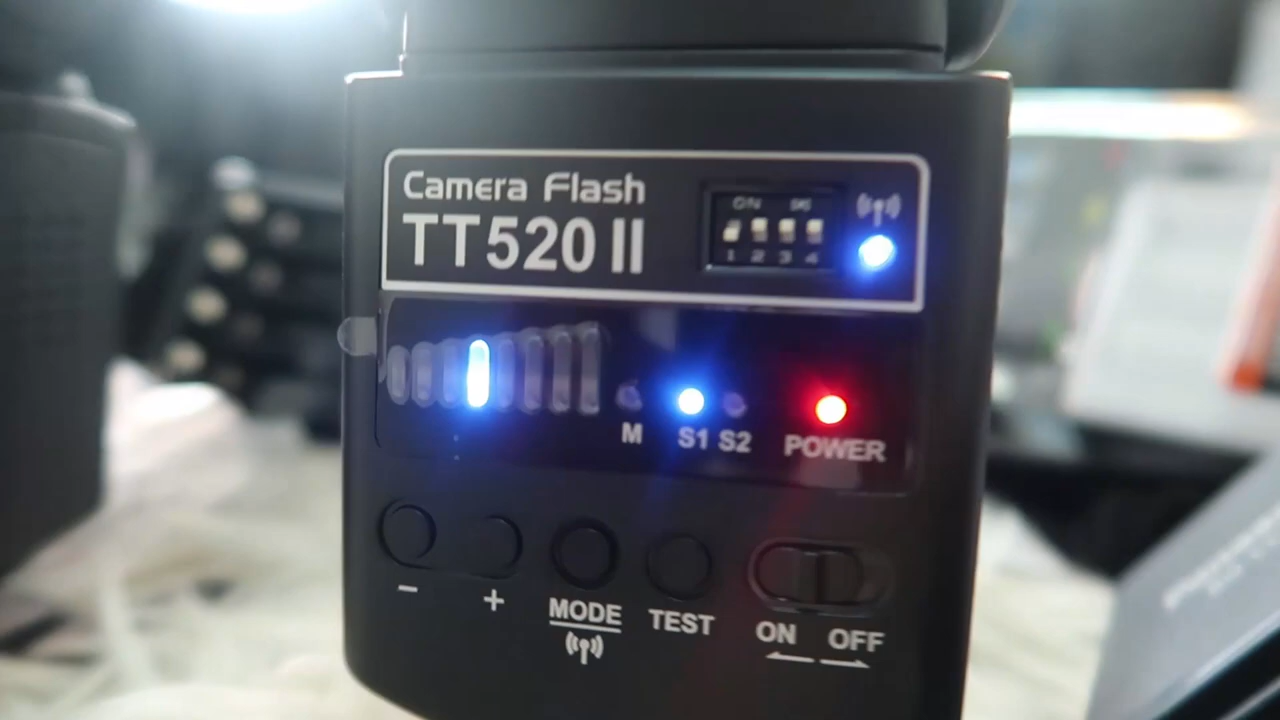 Camera Flash
TT520 II
ON
1 2 3 4
M S1 S2 POWER
− +
MODE TEST
ON OFF